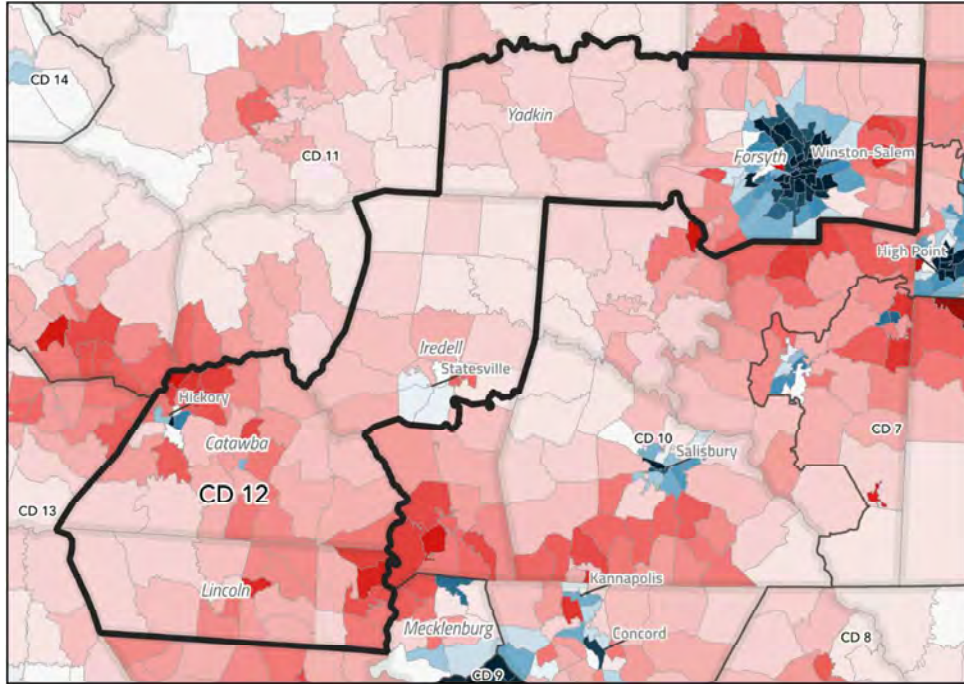 CD 14
Yadkin
CD 11
Forsyth
Winston-Salem
High Point
Iredell
Statesville
Hickory
Catawba
CD 10
CD 7
Salisbury
CD 12
CD 13
Lincoln
Kannapolis
Mecklenburg
Concord
CD 8
CD 9